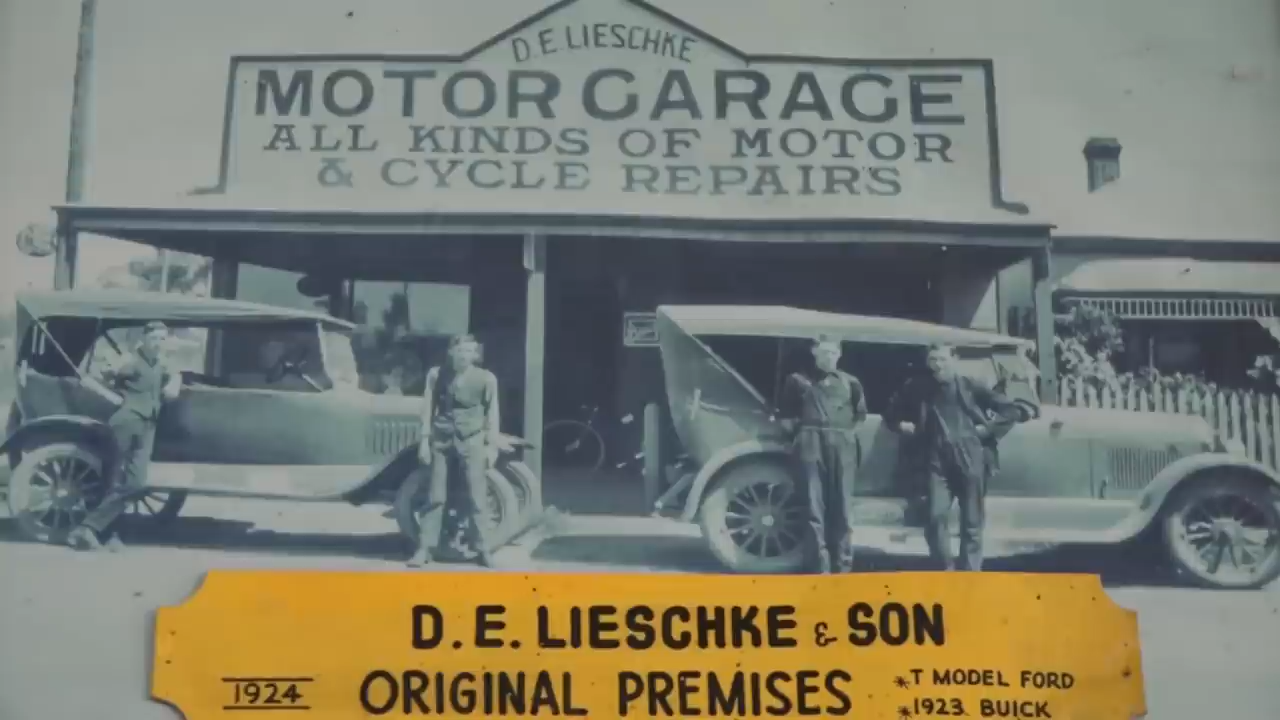 D.E. LIESCHKE
MOTOR GARAGE
ALL KINDS OF MOTOR
& CYCLE REPAIRS
D.E. LIESCHKE & SON
1924 ORIGINAL PREMISES
*T MODEL FORD
*1923 BUICK